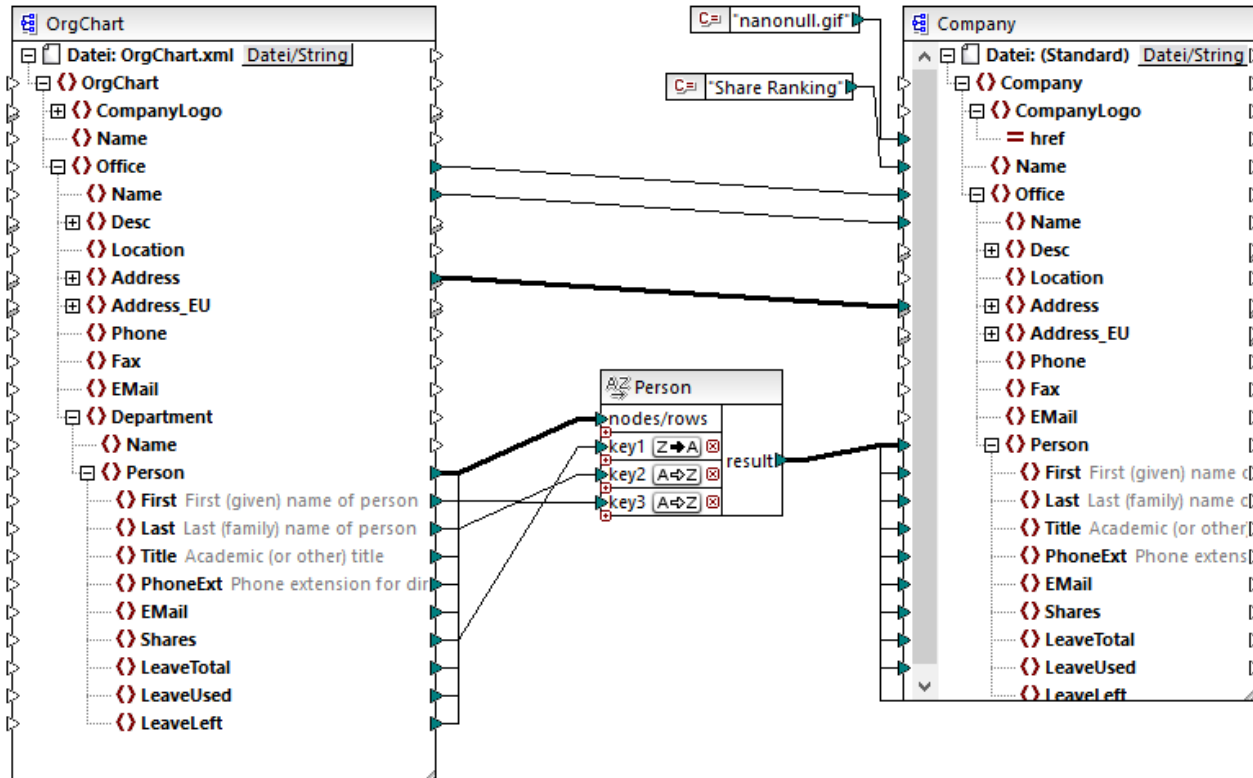 OrgChart
Datei: OrgChart.xml Datei/String
OrgChart
CompanyLogo
Name
Office
Name
Desc
Location
Address
Address_EU
Phone
Fax
EMail
Department
Name
Person
First First (given) name of person
Last Last (family) name of person
Title Academic (or other) title
PhoneExt Phone extension for dir
EMail
Shares
LeaveTotal
LeaveUsed
LeaveLeft
C= "nanonull.gif"
C= "Share Ranking"
AZ Person
nodes/rows
key1 Z A
key2 A Z
key3 A Z
result
Company
Datei: (Standard) Datei/String
Company
CompanyLogo
href
Name
Office
Name
Desc
Location
Address
Address_EU
Phone
Fax
EMail
Person
First First (given) name
Last Last (family) name
Title Academic (or other)
PhoneExt Phone extens
EMail
Shares
LeaveTotal
LeaveUsed
LeaveLeft